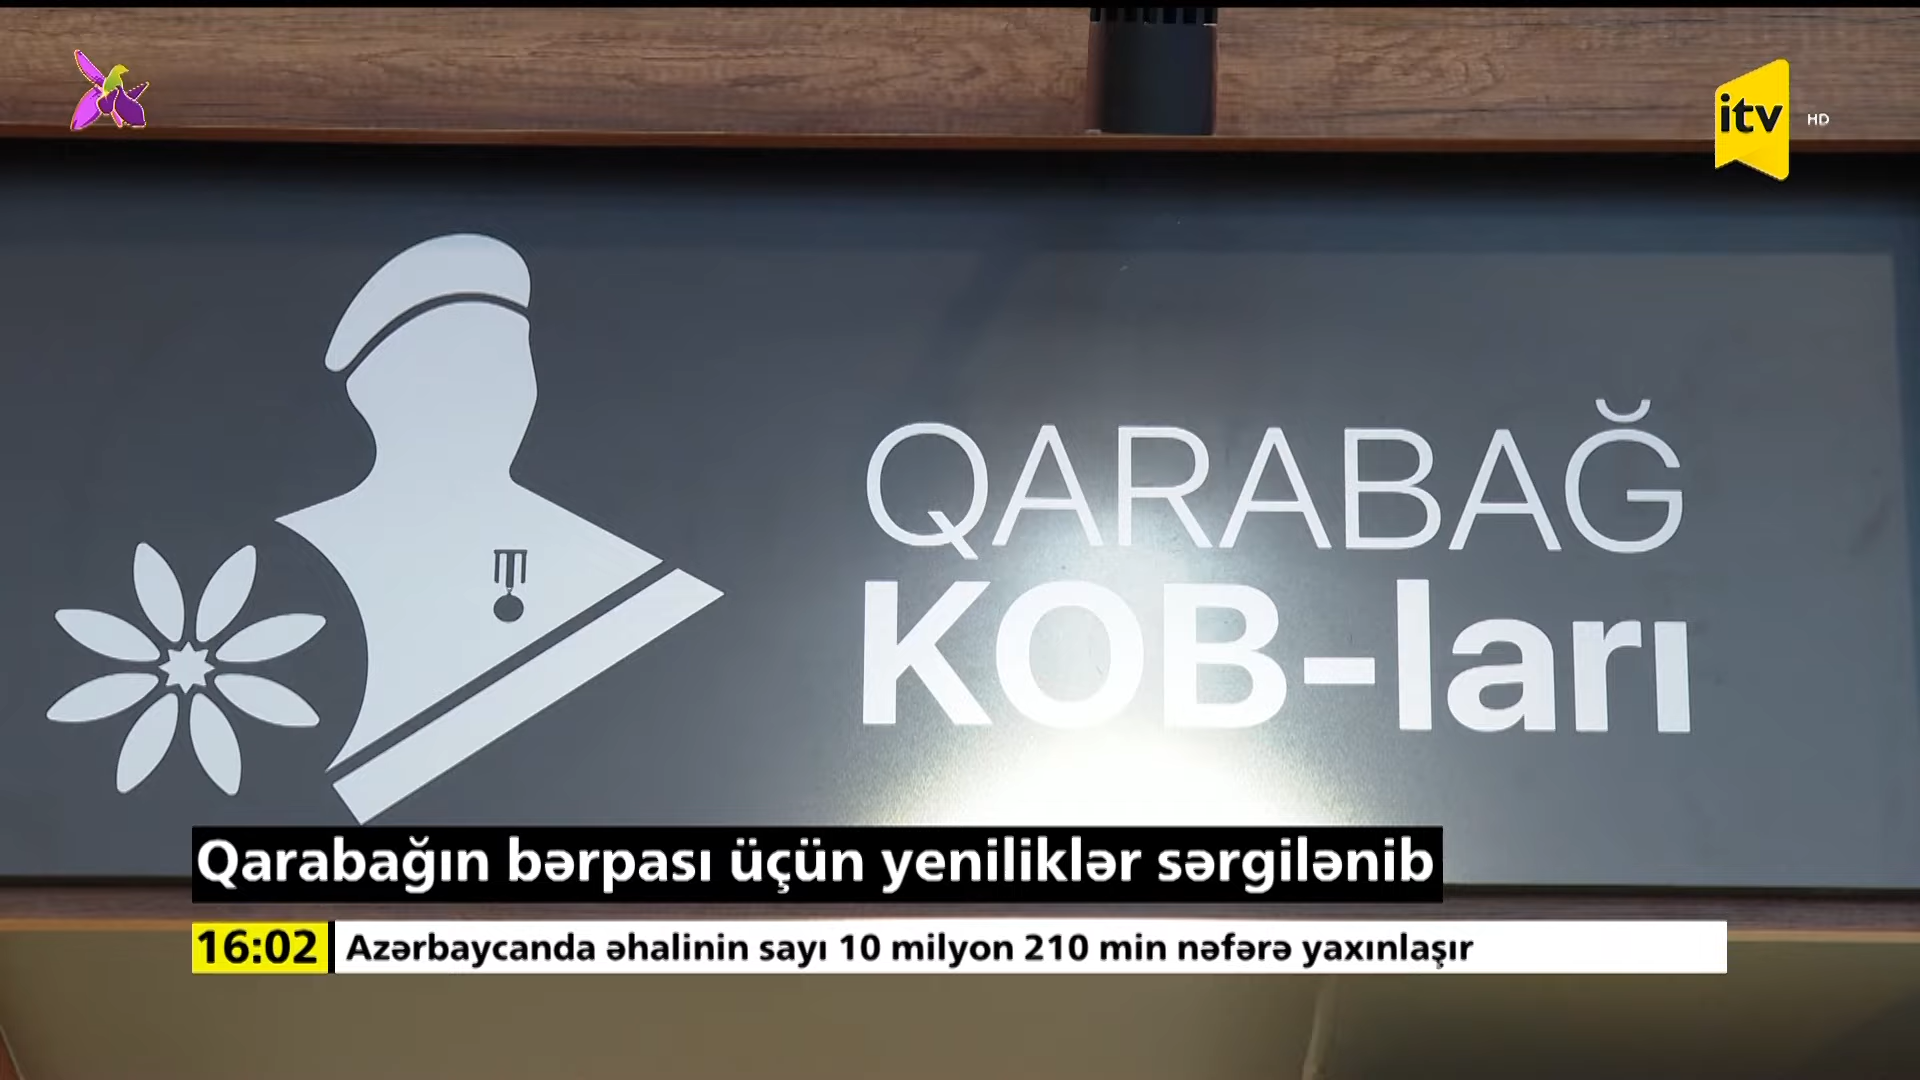 itv HD
QARABAĞ
KOB-ları
Qarabağın bərpası üçün yeniliklər sərgilənib
16:02 Azərbaycanda əhalinin sayı 10 milyon 210 min nəfərə yaxınlaşır